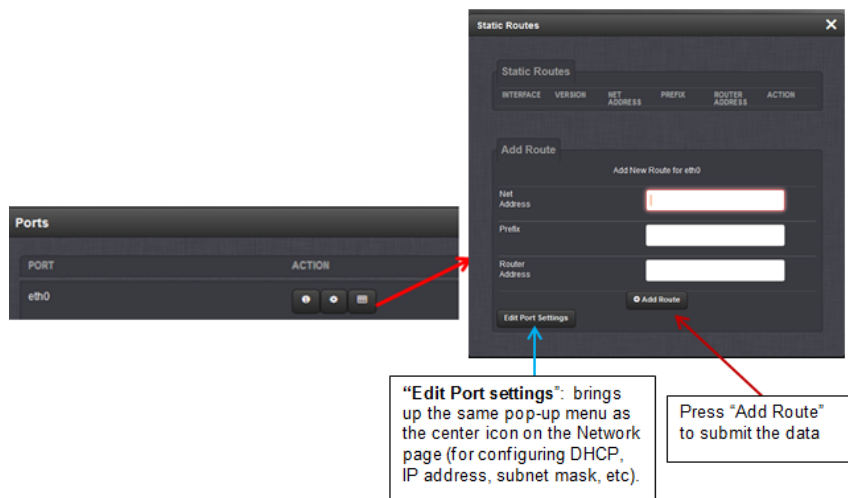 Static Routes
Static Routes
INTERFACE VERSION NET ADDRESS PREFIX ROUTER ADDRESS ACTION
Add Route
Add New Route for eth0
Net
Address
Prefix
Router
Address
Add Route
Edit Port Settings
Ports
PORT ACTION
eth0
“Edit Port settings”: brings
up the same pop-up menu as
the center icon on the Network
page (for configuring DHCP,
IP address, subnet mask, etc).
Press “Add Route”
to submit the data